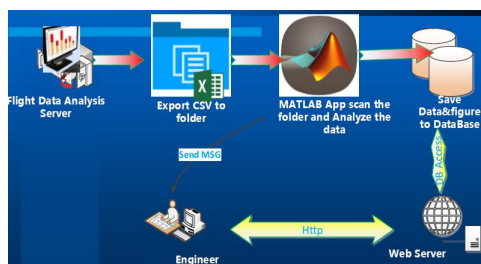 Flight Data Analysis
Server
Export CSV to
folder
MATLAB App scan the
folder and Analyze the
data
Save
Data&figure
to DataBase
Send MSG
DB Access
Http
Engineer
Web Server